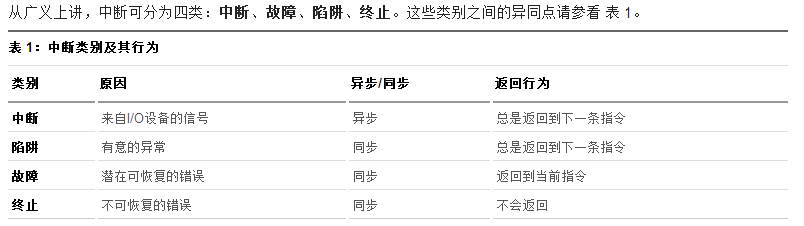 从广义上讲，中断可分为四类：中断、故障、陷阱、终止。这些类别之间的异同点请参看 表 1。
表 1：中断类别及其行为
类别 原因 异步/同步 返回行为
中断 来自I/O设备的信号 异步 总是返回到下一条指令
陷阱 有意的异常 同步 总是返回到下一条指令
故障 潜在可恢复的错误 同步 返回到当前指令
终止 不可恢复的错误 同步 不会返回